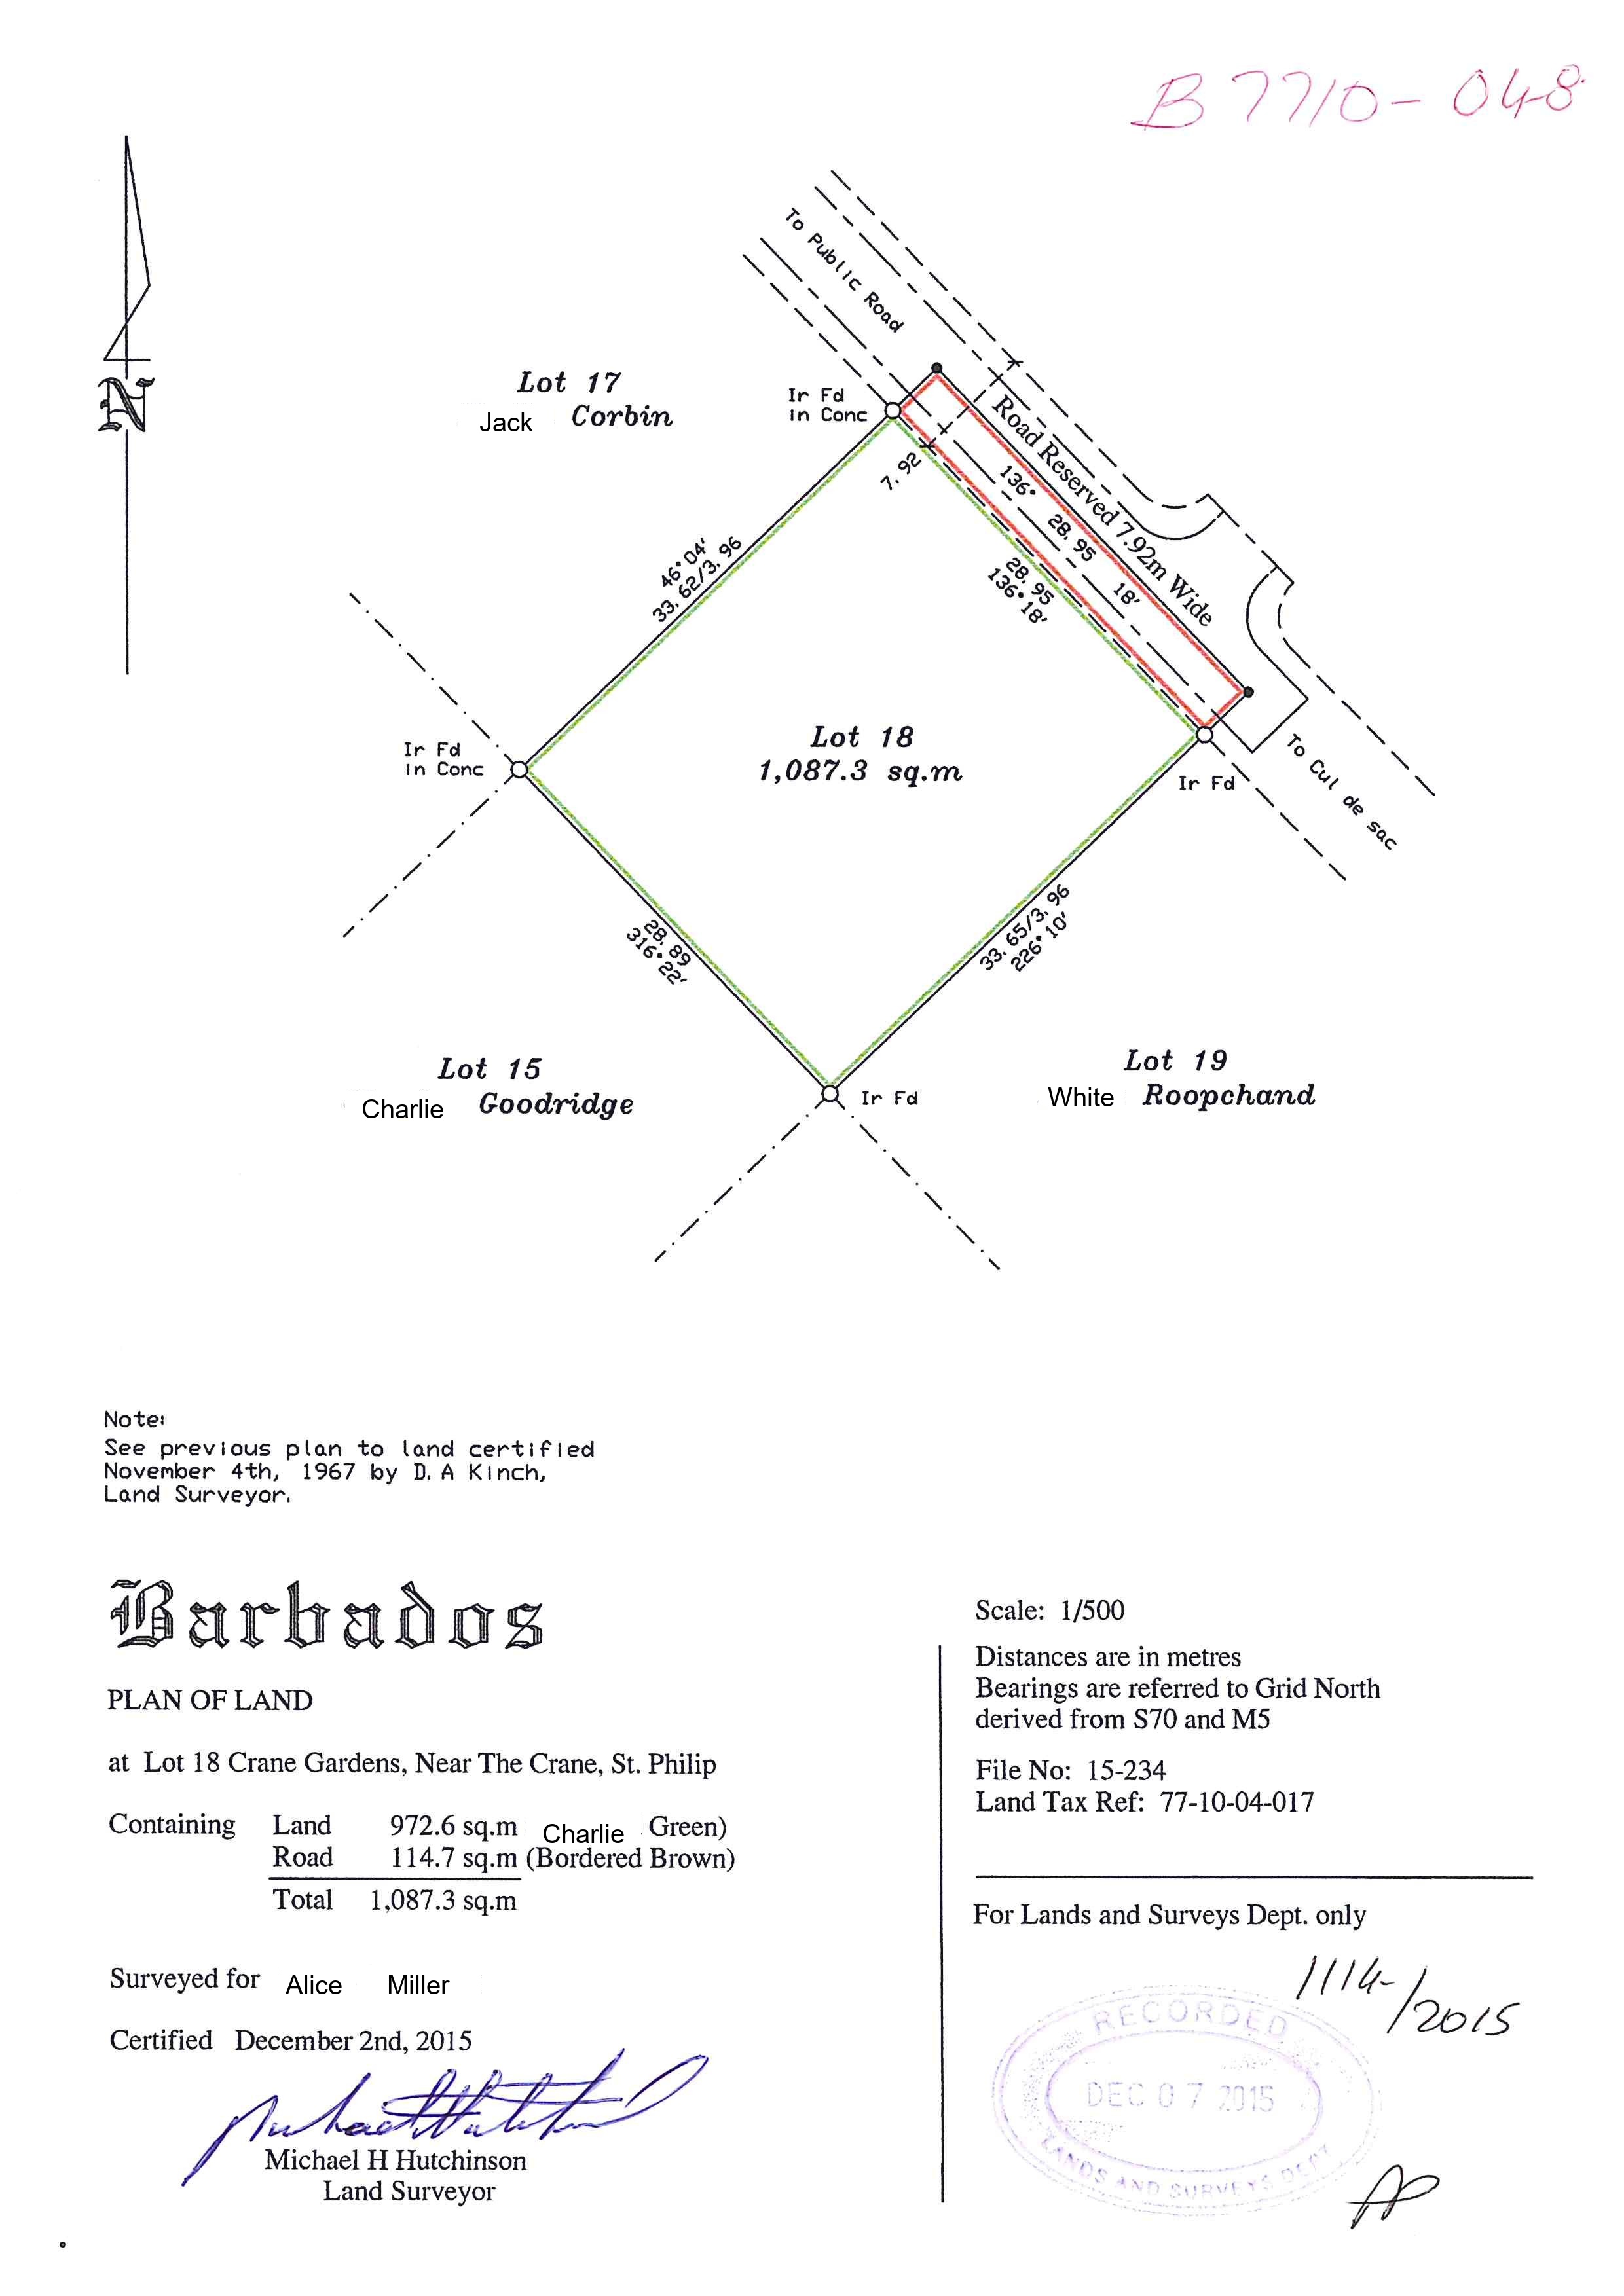 B7710-048
To Public Road
Lot 17
Jack Corbin
Ir Fd
in Conc
7.92
Road Reserved 7.92m Wide
136° 28.95 18'
28.95
136°18'
46°04'
33.62/3.96
Ir Fd
in Conc
Lot 18
1,087.3 sq.m
Ir Fd
To Cul de sac
28.89
316°22'
33.65/3.96
226°10'
Lot 15
Charlie Goodridge
Ir Fd
Lot 19
White Roopchand
N
Note:
See previous plan to land certified
November 4th, 1967 by D.A Kinch,
Land Surveyor.
Barbados
PLAN OF LAND
at Lot 18 Crane Gardens, Near The Crane, St. Philip
Containing Land 972.6 sq.m Charlie Green)
Road 114.7 sq.m (Bordered Brown)
Total 1,087.3 sq.m
Surveyed for Alice Miller
Certified December 2nd, 2015
Michael H Hutchinson
Land Surveyor
Scale: 1/500
Distances are in metres
Bearings are referred to Grid North
derived from S70 and M5
File No: 15-234
Land Tax Ref: 77-10-04-017
For Lands and Surveys Dept. only
1114/2015
RECORDED
DEC 07 2015
LANDS AND SURVEYS DEPT
AP